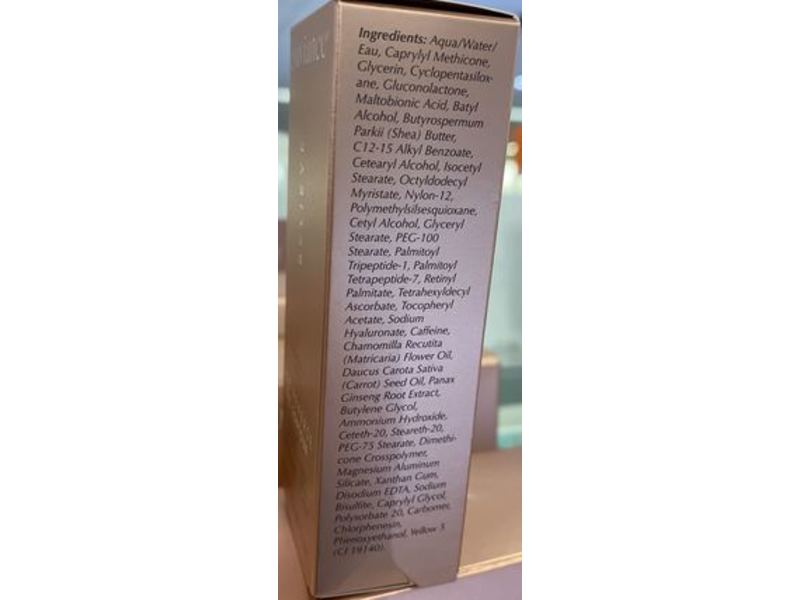 Ingredients: Aqua/Water/
Eau, Caprylyl Methicone,
Glycerin, Cyclopentasilox-
ane, Gluconolactone,
Maltobionic Acid, Batyl
Alcohol, Butyrospermum
Parkii (Shea) Butter,
C12-15 Alkyl Benzoate,
Cetearyl Alcohol, Isocetyl
Stearate, Octyldodecyl
Myristate, Nylon-12,
Polymethylsilsesquioxane,
Cetyl Alcohol, Glyceryl
Stearate, PEG-100
Stearate, Palmitoyl
Tripeptide-1, Palmitoyl
Tetrapeptide-7, Retinyl
Palmitate, Tetrahexyldecyl
Ascorbate, Tocopheryl
Acetate, Sodium
Hyaluronate, Caffeine,
Chamomilla Recutita
(Matricaria) Flower Oil,
Daucus Carota Sativa
(Carrot) Seed Oil, Panax
Ginseng Root Extract,
Butylene Glycol,
Ammonium Hydroxide,
Ceteth-20, Steareth-20,
PEG-75 Stearate, Dimethi-
cone Crosspolymer,
Magnesium Aluminum
Silicate, Xanthan Gum,
Disodium EDTA, Sodium
Bisulfite, Caprylyl Glycol,
Polysorbate 20, Carbomer,
Chlorphenesin,
Phenoxyethanol, Yellow 5
(CI 19140).